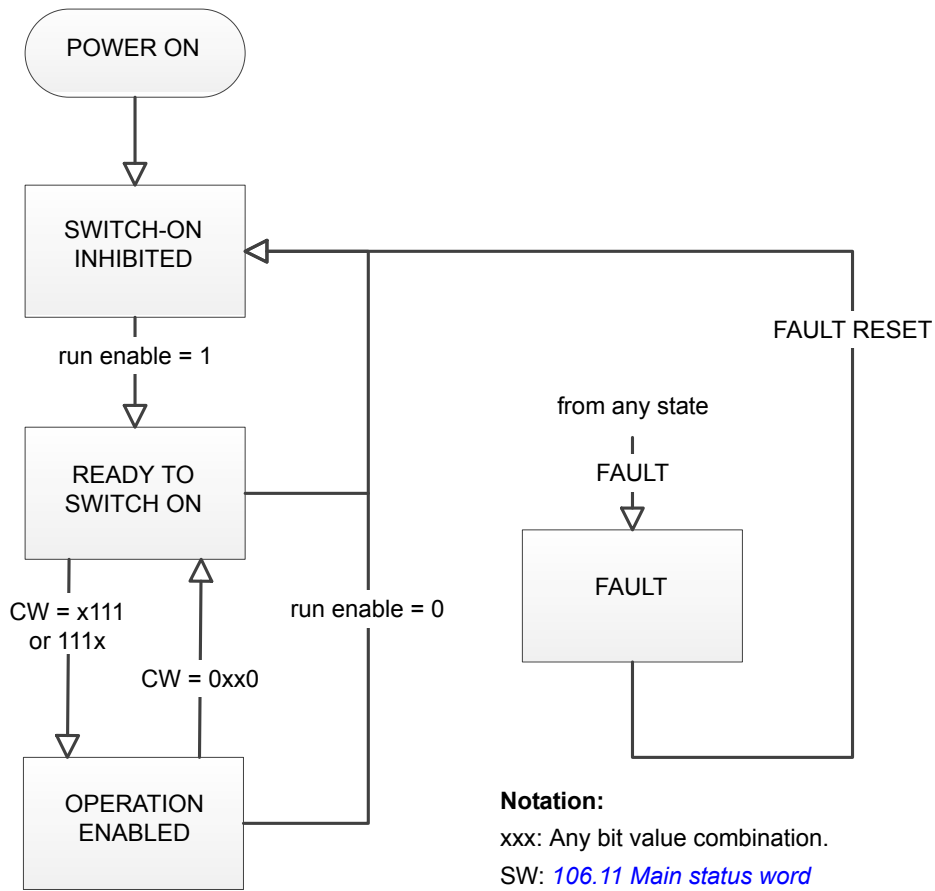 POWER ON
SWITCH-ON
INHIBITED
run enable = 1
FAULT RESET
from any state
FAULT
READY TO
SWITCH ON
FAULT
CW = x111
or 111x
run enable = 0
CW = 0xx0
OPERATION
ENABLED
Notation:
xxx: Any bit value combination.
SW: 106.11 Main status word